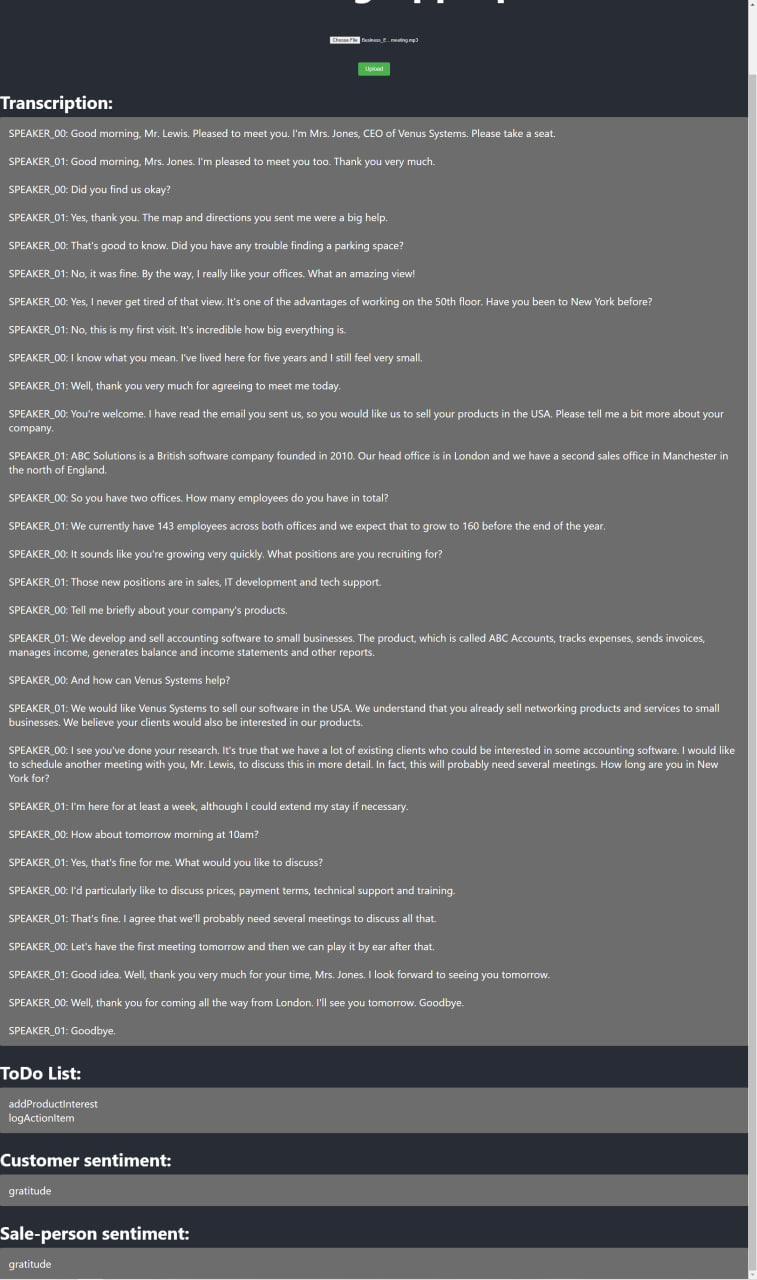 Choose File Business_E...meeting.mp3
Upload
Transcription:
SPEAKER_00: Good morning, Mr. Lewis. Pleased to meet you. I'm Mrs. Jones, CEO of Venus Systems. Please take a seat.
SPEAKER_01: Good morning, Mrs. Jones. I'm pleased to meet you too. Thank you very much.
SPEAKER_00: Did you find us okay?
SPEAKER_01: Yes, thank you. The map and directions you sent me were a big help.
SPEAKER_00: That's good to know. Did you have any trouble finding a parking space?
SPEAKER_01: No, it was fine. By the way, I really like your offices. What an amazing view!
SPEAKER_00: Yes, I never get tired of that view. It's one of the advantages of working on the 50th floor. Have you been to New York before?
SPEAKER_01: No, this is my first visit. It's incredible how big everything is.
SPEAKER_00: I know what you mean. I've lived here for five years and I still feel very small.
SPEAKER_01: Well, thank you very much for agreeing to meet me today.
SPEAKER_00: You're welcome. I have read the email you sent us, so you would like us to sell your products in the USA. Please tell me a bit more about your
company.
SPEAKER_01: ABC Solutions is a British software company founded in 2010. Our head office is in London and we have a second sales office in Manchester in
the north of England.
SPEAKER_00: So you have two offices. How many employees do you have in total?
SPEAKER_01: We currently have 143 employees across both offices and we expect that to grow to 160 before the end of the year.
SPEAKER_00: It sounds like you're growing very quickly. What positions are you recruiting for?
SPEAKER_01: Those new positions are in sales, IT development and tech support.
SPEAKER_00: Tell me briefly about your company's products.
SPEAKER_01: We develop and sell accounting software to small businesses. The product, which is called ABC Accounts, tracks expenses, sends invoices,
manages income, generates balance and income statements and other reports.
SPEAKER_00: And how can Venus Systems help?
SPEAKER_01: We would like Venus Systems to sell our software in the USA. We understand that you already sell networking products and services to small
businesses. We believe your clients would also be interested in our products.
SPEAKER_00: I see you've done your research. It's true that we have a lot of existing clients who could be interested in some accounting software. I would like
to schedule another meeting with you, Mr. Lewis, to discuss this in more detail. In fact, this will probably need several meetings. How long are you in New
York for?
SPEAKER_01: I'm here for at least a week, although I could extend my stay if necessary.
SPEAKER_00: How about tomorrow morning at 10am?
SPEAKER_01: Yes, that's fine for me. What would you like to discuss?
SPEAKER_00: I'd particularly like to discuss prices, payment terms, technical support and training.
SPEAKER_01: That's fine. I agree that we'll probably need several meetings to discuss all that.
SPEAKER_00: Let's have the first meeting tomorrow and then we can play it by ear after that.
SPEAKER_01: Good idea. Well, thank you very much for your time, Mrs. Jones. I look forward to seeing you tomorrow.
SPEAKER_00: Well, thank you for coming all the way from London. I'll see you tomorrow. Goodbye.
SPEAKER_01: Goodbye.
ToDo List:
addProductInterest
logActionItem
Customer sentiment:
gratitude
Sale-person sentiment:
gratitude